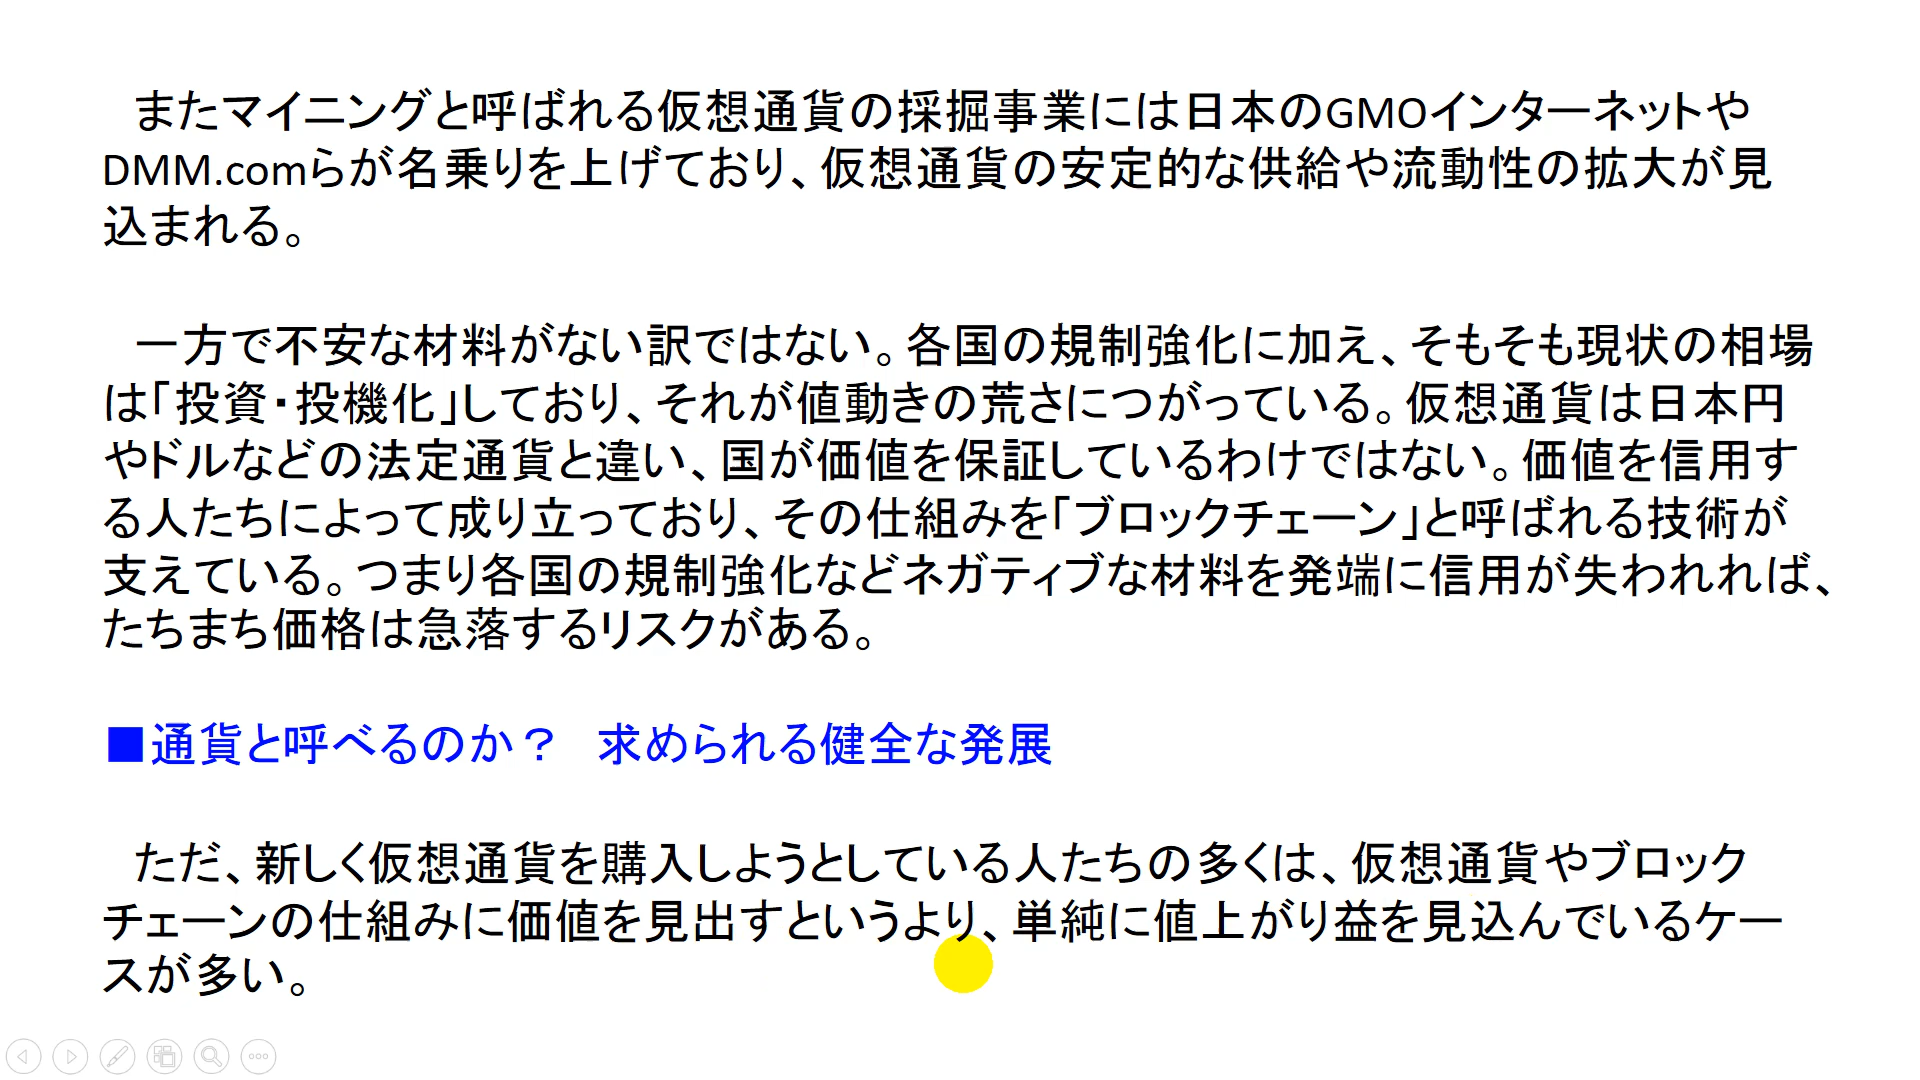 またマイニングと呼ばれる仮想通貨の採掘事業には日本のGMOインターネットや
DMM.comらが名乗りを上げており、仮想通貨の安定的な供給や流動性の拡大が見
込まれる。
一方で不安な材料がない訳ではない。各国の規制強化に加え、そもそも現状の相場
は「投資・投機化」しており、それが値動きの荒さにつがっている。仮想通貨は日本円
やドルなどの法定通貨と違い、国が価値を保証しているわけではない。価値を信用す
る人たちによって成り立っており、その仕組みを「ブロックチェーン」と呼ばれる技術が
支えている。つまり各国の規制強化などネガティブな材料を発端に信用が失われれば、
たちまち価格は急落するリスクがある。
■通貨と呼べるのか？　求められる健全な発展
ただ、新しく仮想通貨を購入しようとしている人たちの多くは、仮想通貨やブロック
チェーンの仕組みに価値を見出すというより、単純に値上がり益を見込んでいるケー
スが多い。